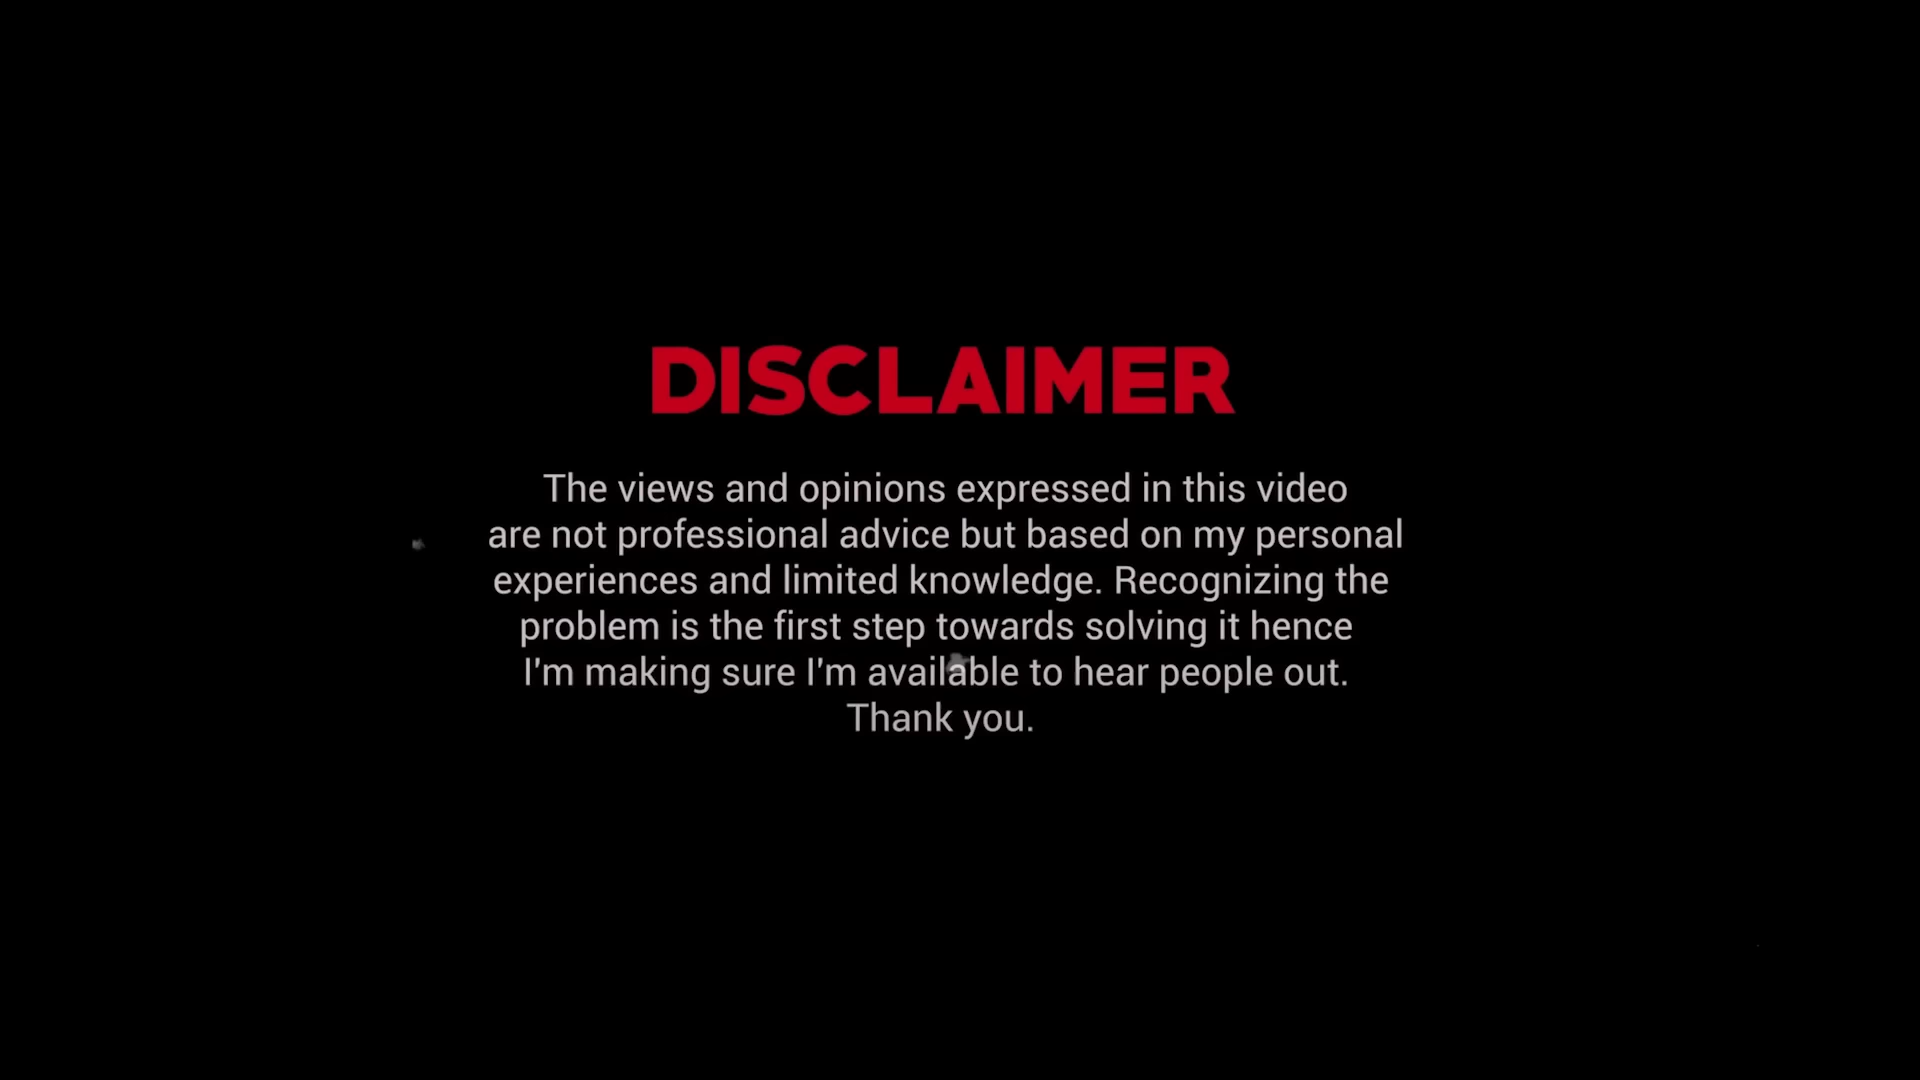 DISCLAIMER
The views and opinions expressed in this video
are not professional advice but based on my personal
experiences and limited knowledge. Recognizing the
problem is the first step towards solving it hence
I'm making sure I'm available to hear people out.
Thank you.